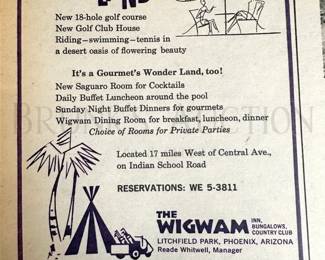 LAND
New 18-hole golf course
New Golf Club House
Riding—swimming—tennis in
a desert oasis of flowering beauty
It's a Gourmet's Wonder Land, too!
New Saguaro Room for Cocktails
Daily Buffet Luncheon around the pool
Sunday Night Buffet Dinners for gourmets
Wigwam Dining Room for breakfast, luncheon, dinner
Choice of Rooms for Private Parties
Located 17 miles West of Central Ave.,
on Indian School Road
RESERVATIONS: WE 5-3811
THE
WIGWAM
INN,
BUNGALOWS,
COUNTRY CLUB
LITCHFIELD PARK, PHOENIX, ARIZONA
Reade Whitwell, Manager